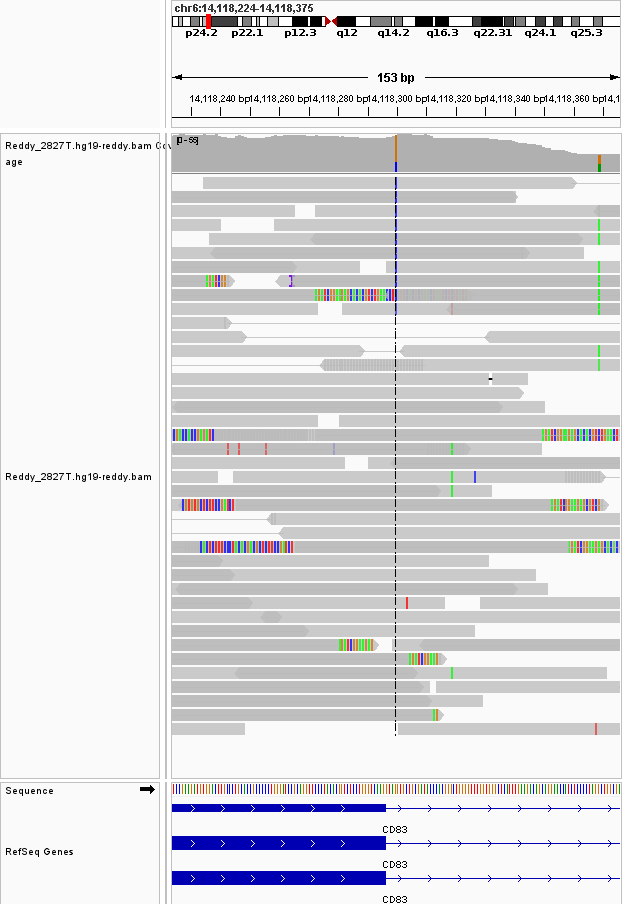 chr6:14,118,224-14,118,375
p24.2 p22.1 p12.3 q12 q14.2 q16.3 q22.31 q24.1 q25.3
153 bp
14,118,240 bp 14,118,260 bp 14,118,280 bp 14,118,300 bp 14,118,320 bp 14,118,340 bp 14,118,360 bp 14,1
Reddy_2827T.hg19-reddy.bam Cov
age
Reddy_2827T.hg19-reddy.bam
Sequence
CD83
RefSeq Genes
CD83
CD83